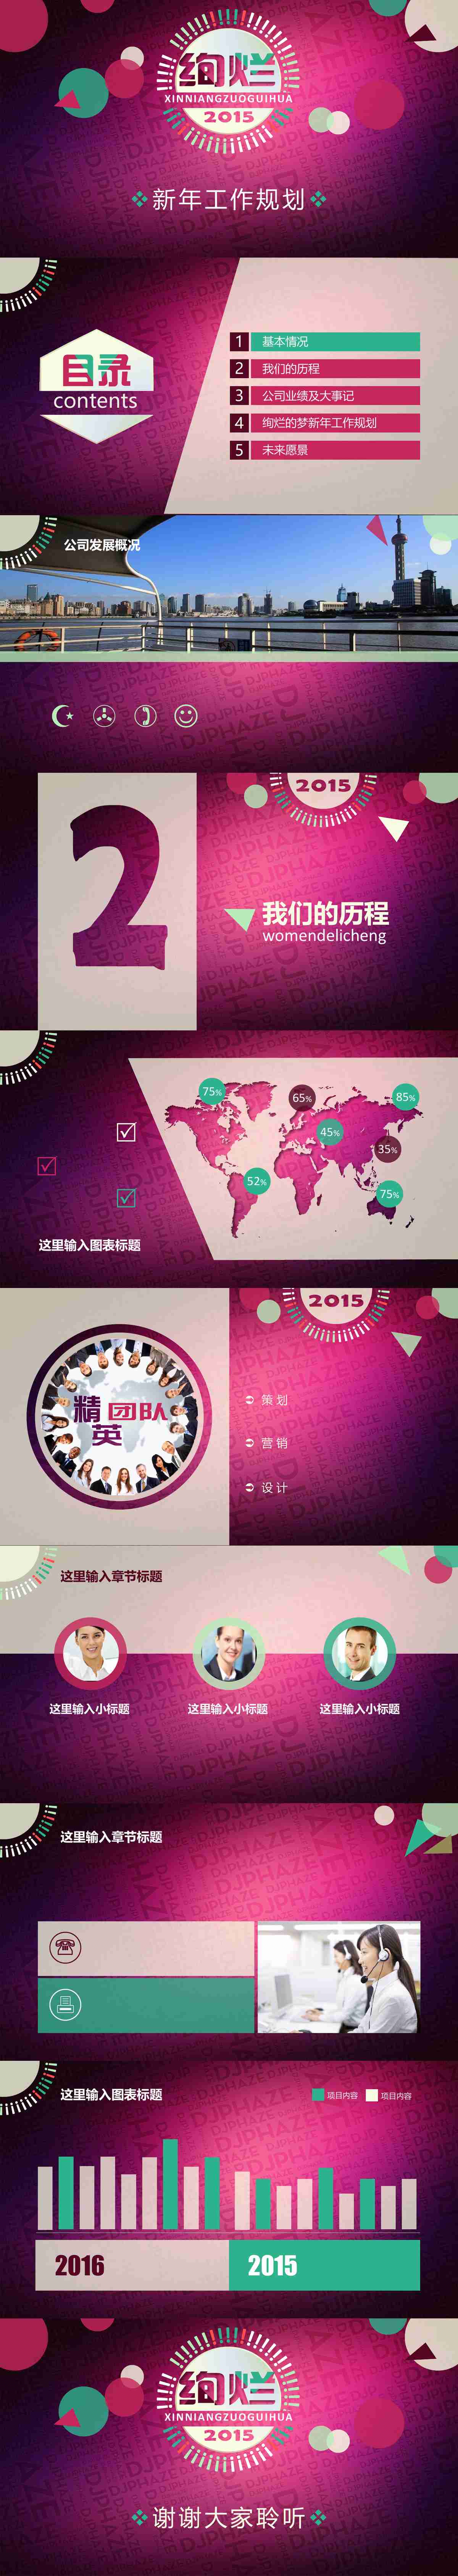 绚烂
XINNIANGZUOGUIHUA
2015
新年工作规划
目录
contents
1 基本情况
2 我们的历程
3 公司业绩及大事记
4 绚烂的梦新年工作规划
5 未来愿景
公司发展概况
2015
2
我们的历程
womendelicheng
75%
65%
85%
45%
35%
52%
75%
这里输入图表标题
2015
精英团队
策划
营销
设计
这里输入章节标题
这里输入小标题
这里输入小标题
这里输入小标题
这里输入章节标题
这里输入图表标题
项目内容
项目内容
2016
2015
绚烂
XINNIANGZUOGUIHUA
2015
谢谢大家聆听